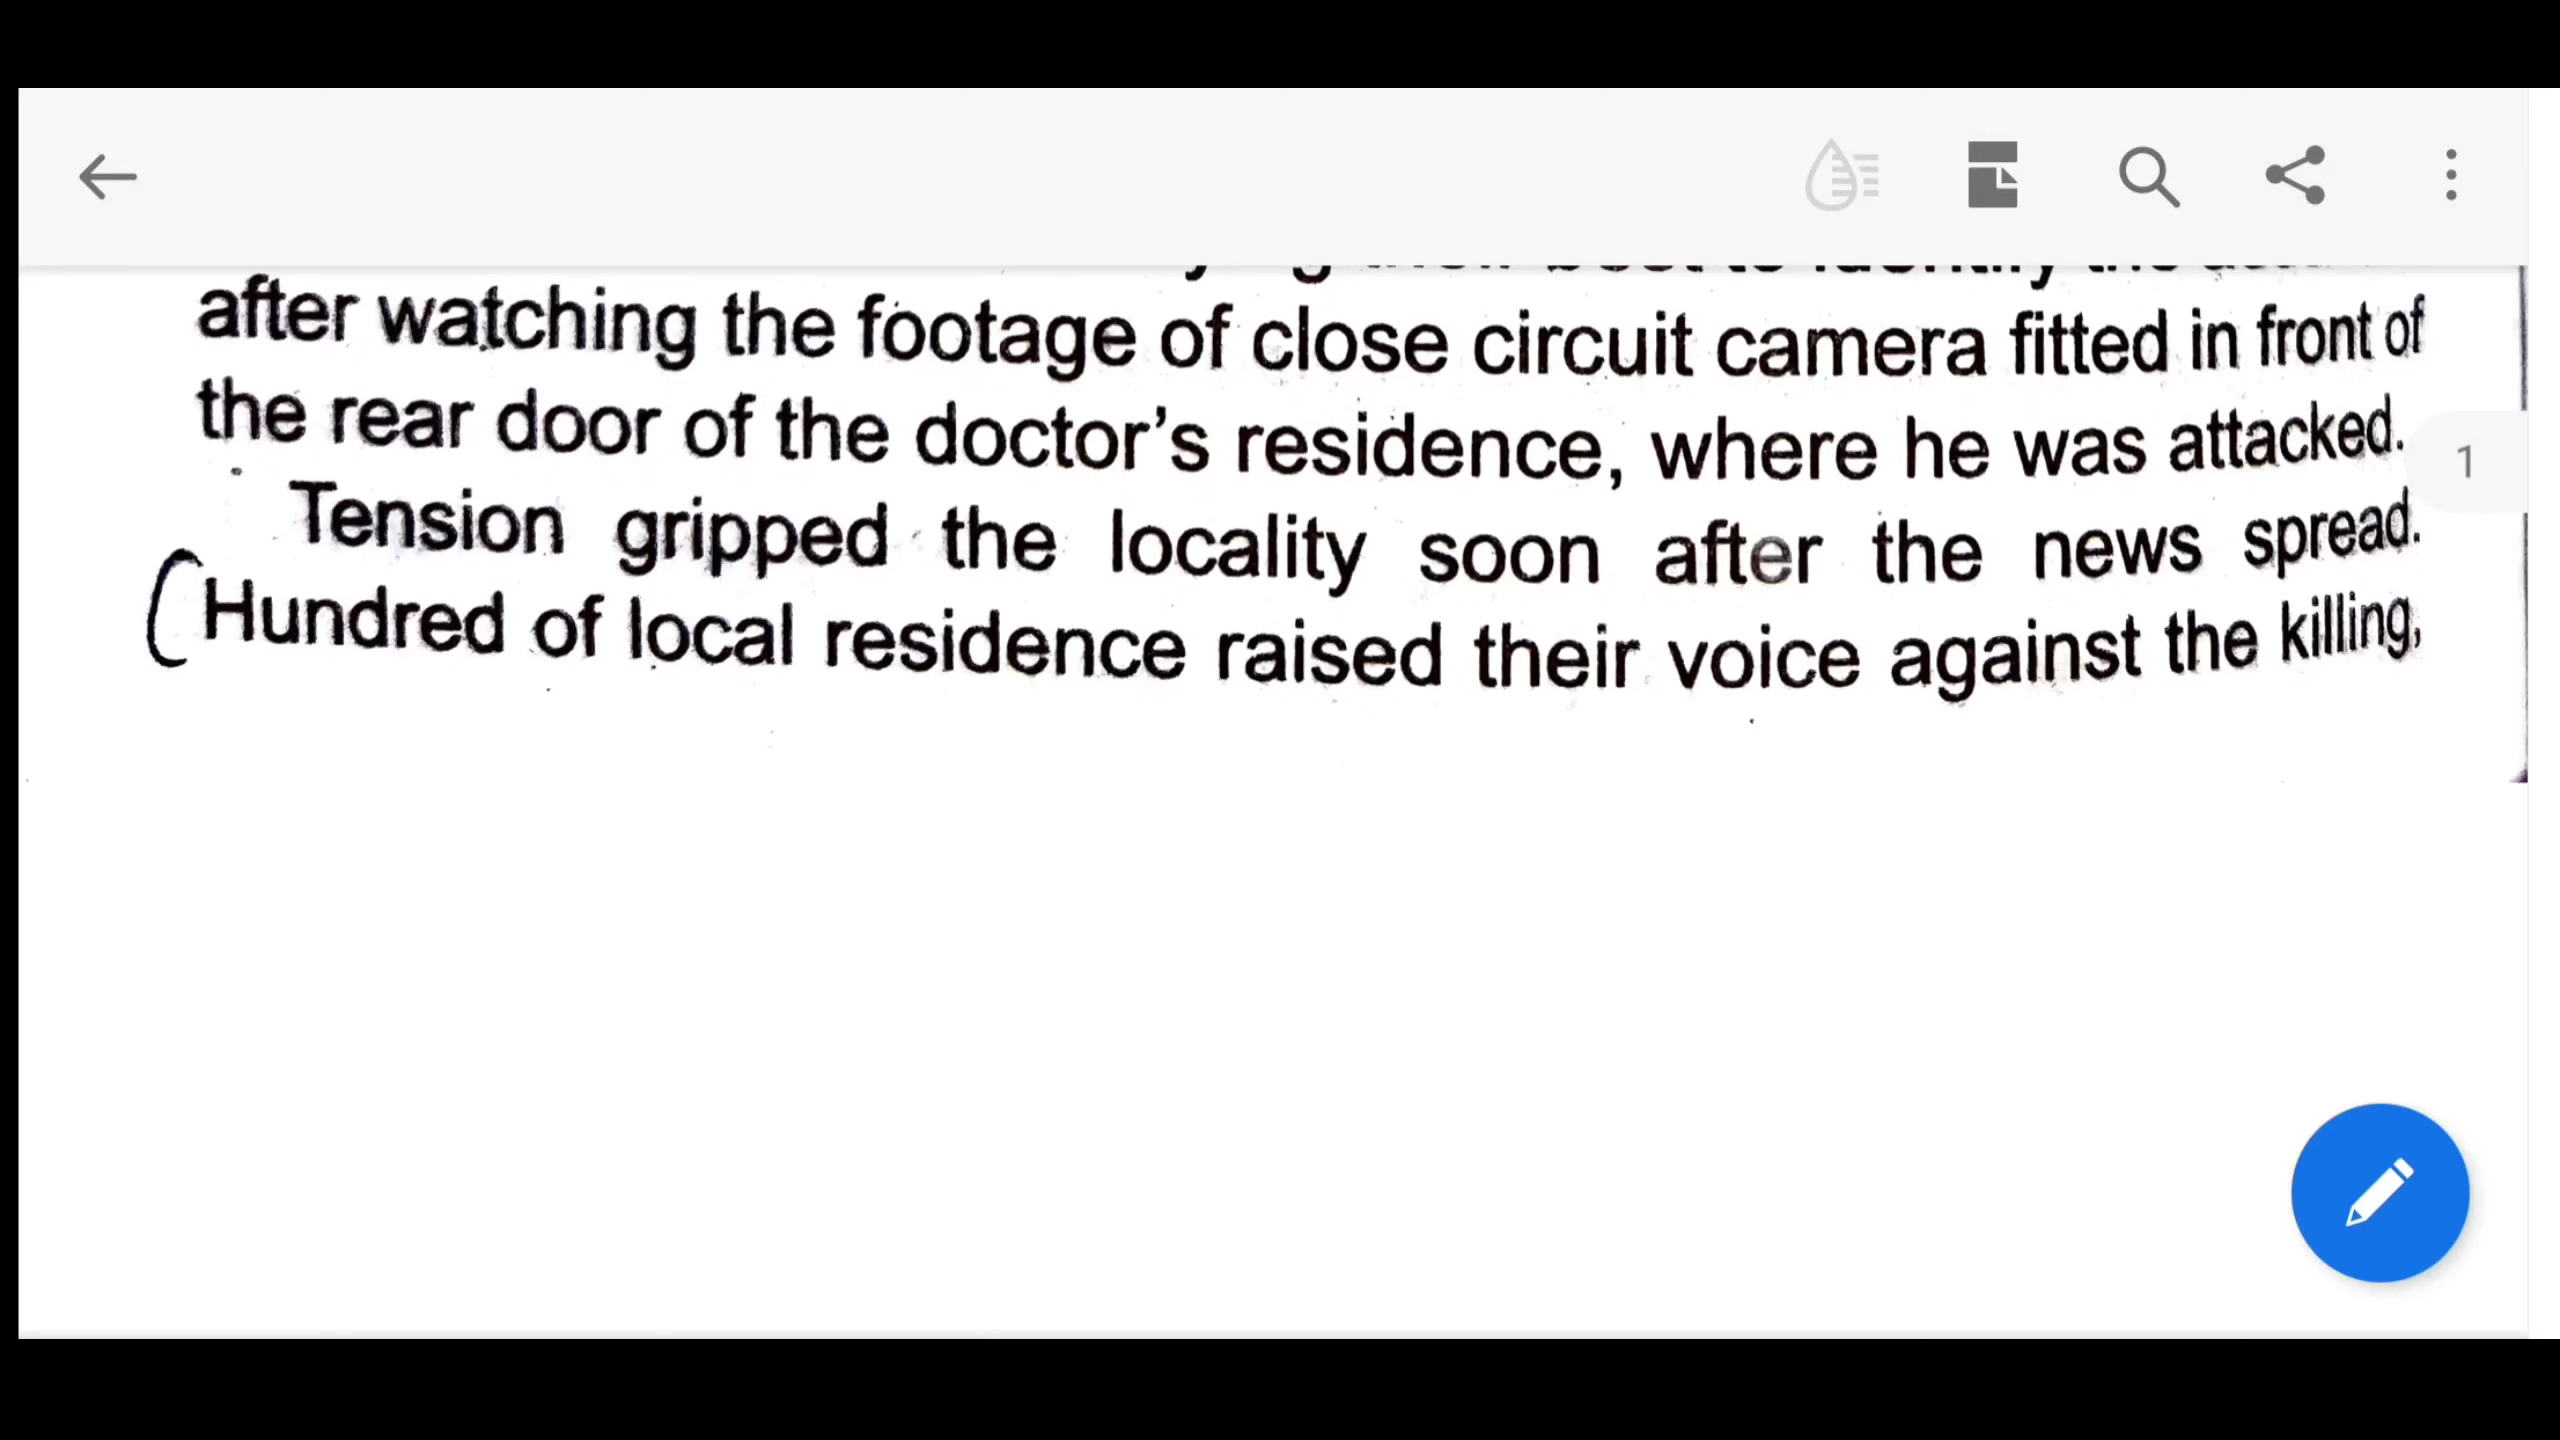 after watching the footage of close circuit camera fitted in front of
1
the rear door of the doctor's residence, where he was attacked.
Tension gripped the locality soon after the news spread.
Hundred of local residence raised their voice against the killing,